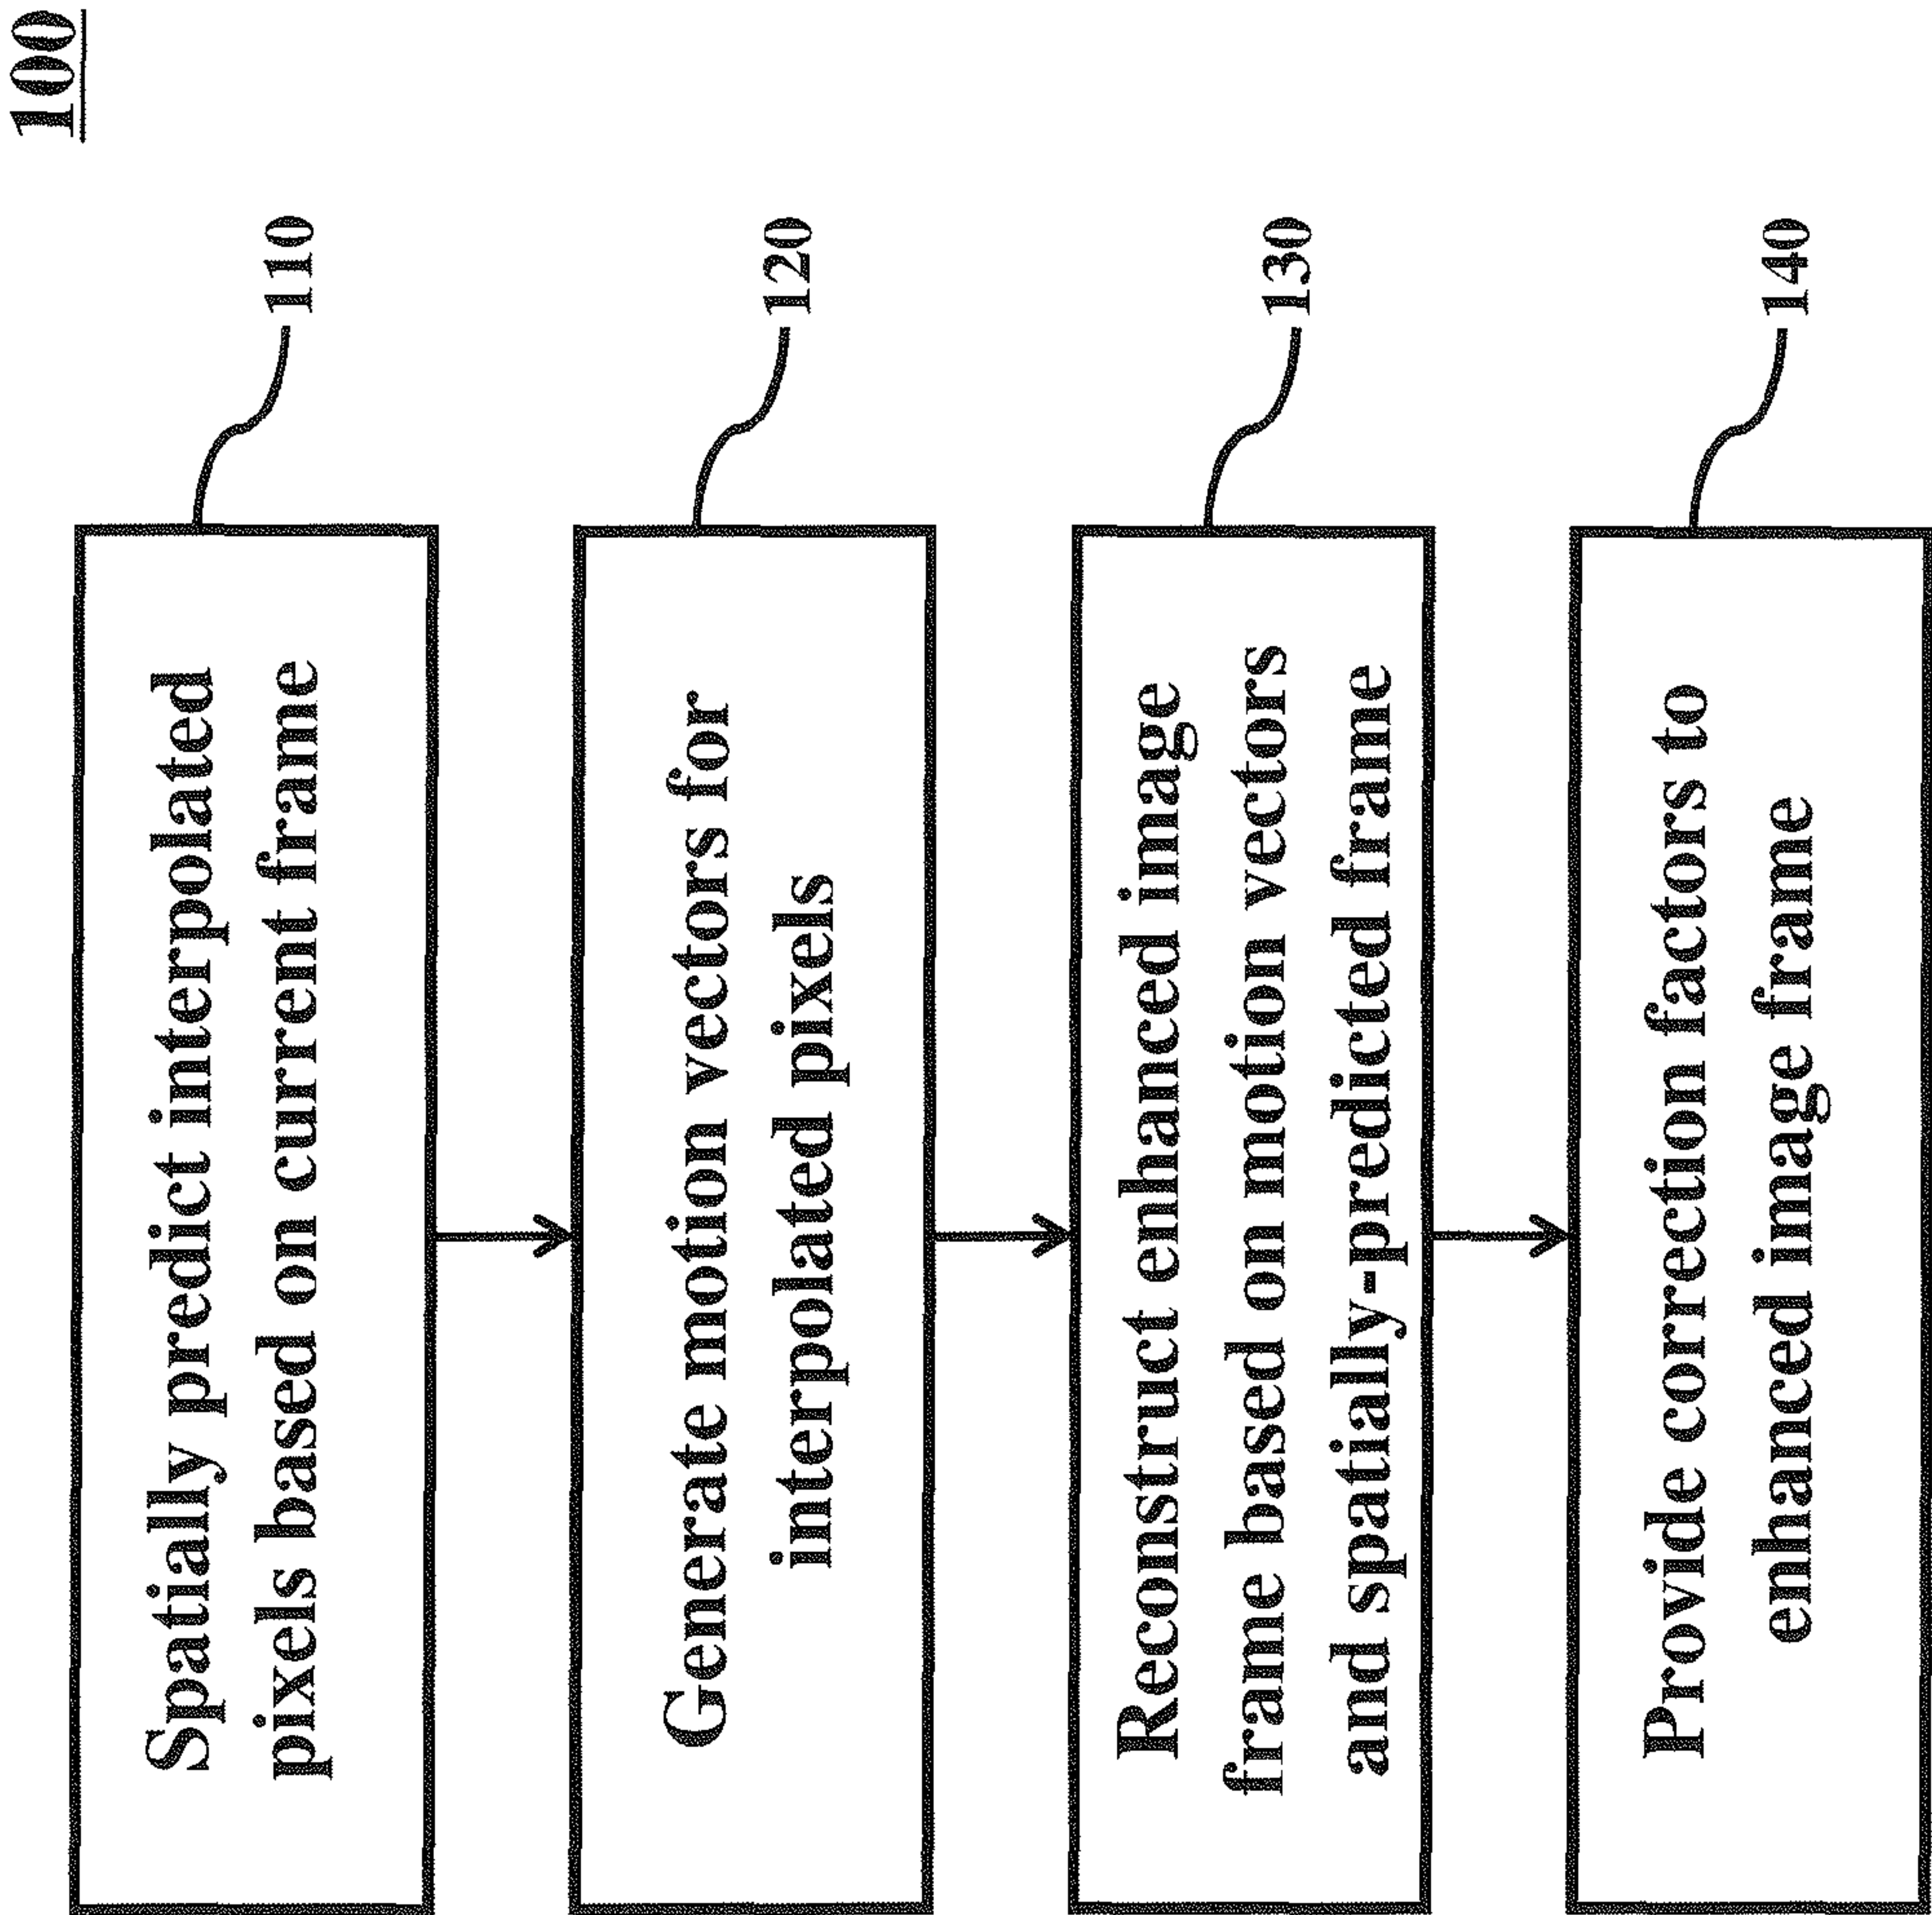 100
Spatially predict interpolated
pixels based on current frame
110
Generate motion vectors for
interpolated pixels
120
Reconstruct enhanced image
frame based on motion vectors
and spatially-predicted frame
130
Provide correction factors to
enhanced image frame
140